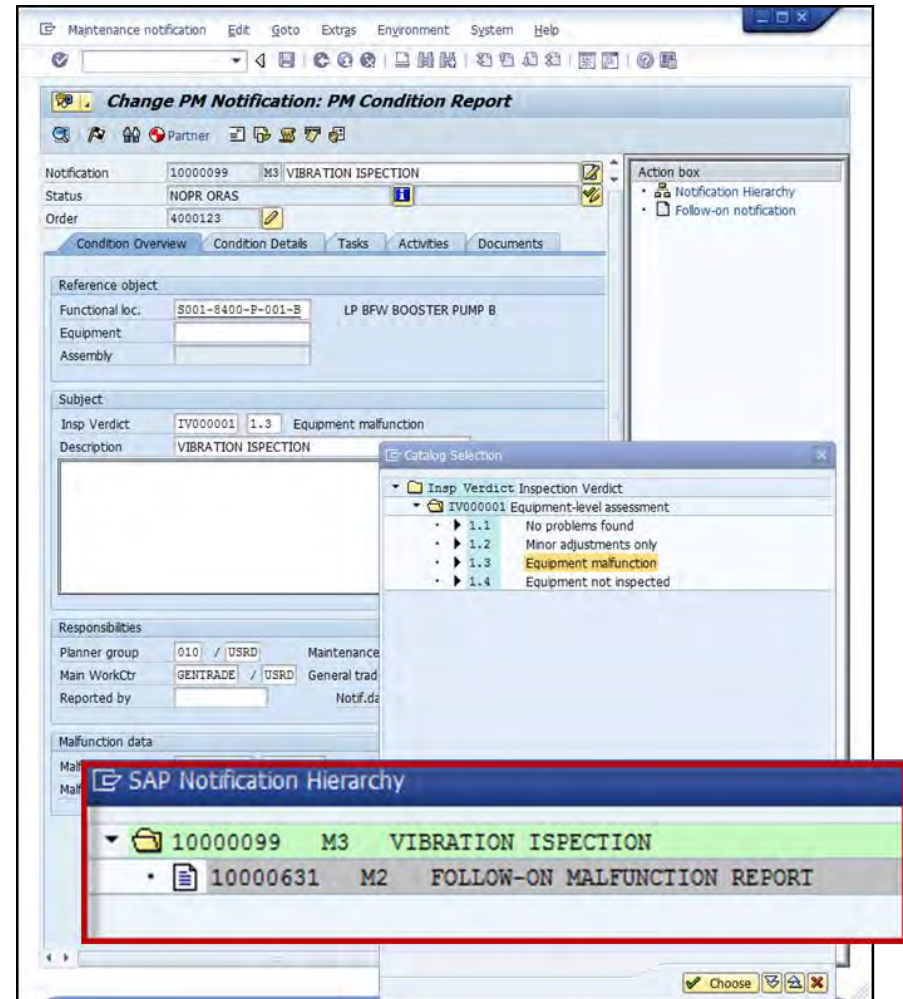 Maintenance notification Edit Goto Extras Environment System Help
Change PM Notification: PM Condition Report
Partner
Notification 10000099 M3 VIBRATION ISPECTION
Status NOPR ORAS
Order 4000123
Condition Overview Condition Details Tasks Activities Documents
Action box
Notification Hierarchy
Follow-on notification
Reference object
Functional loc. S001-8400-P-001-B LP BFW BOOSTER PUMP B
Equipment
Assembly
Subject
Insp Verdict IV000001 1.3 Equipment malfunction
Description VIBRATION ISPECTION
Catalog Selection
Insp Verdict Inspection Verdict
IV000001 Equipment-level assessment
1.1 No problems found
1.2 Minor adjustments only
1.3 Equipment malfunction
1.4 Equipment not inspected
Responsibilities
Planner group 010 / USRD Maintenance
Main WorkCtr GENTRADE / USRD General trad
Reported by Notif.da
Malfunction data
Malf
Malf
SAP Notification Hierarchy
10000099 M3 VIBRATION ISPECTION
10000631 M2 FOLLOW-ON MALFUNCTION REPORT
Choose